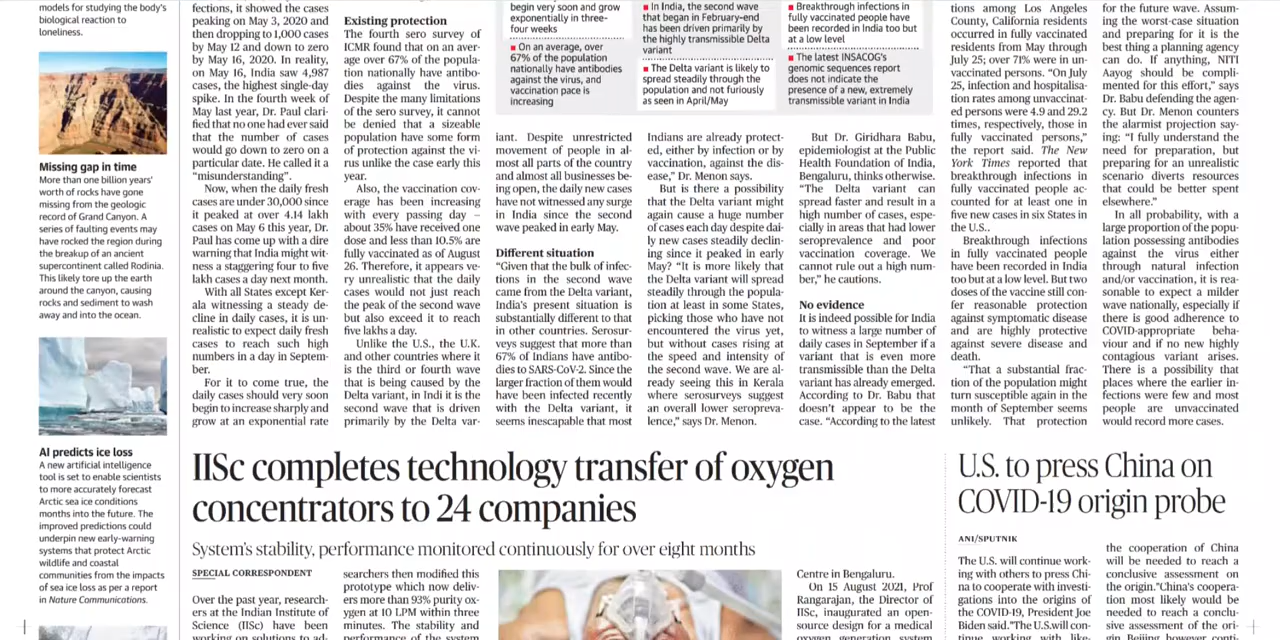 models for studying the body's
biological reaction to
loneliness.
Missing gap in time
More than one billion years'
worth of rocks have gone
missing from the geologic
record of Grand Canyon. A
series of faulting events may
have rocked the region during
the breakup of an ancient
supercontinent called Rodinia.
This likely tore up the earth
around the canyon, causing
rocks and sediment to wash
away and into the ocean.
AI predicts ice loss
A new artificial intelligence
tool is set to enable scientists
to more accurately forecast
Arctic sea ice conditions
months into the future. The
improved predictions could
underpin new early-warning
systems that protect Arctic
wildlife and coastal
communities from the impacts
of sea ice loss as per a report
in Nature Communications.
fections, it showed the cases
peaking on May 3, 2020 and
then dropping to 1,000 cases
by May 12 and down to zero
by May 16, 2020. In reality,
on May 16, India saw 4,987
cases, the highest single-day
spike. In the fourth week of
May last year, Dr. Paul clari-
fied that no one had ever said
that the number of cases
would go down to zero on a
particular date. He called it a
"misunderstanding".
Now, when the daily fresh
cases are under 30,000 since
it peaked at over 4.14 lakh
cases on May 6 this year, Dr.
Paul has come up with a dire
warning that India might wit-
ness a staggering four to five
lakh cases a day next month.
With all States except Ker-
ala witnessing a steady de-
cline in daily cases, it is un-
realistic to expect daily fresh
cases to reach such high
numbers in a day in Septem-
ber.
For it to come true, the
daily cases should very soon
begin to increase sharply and
grow at an exponential rate
Existing protection
The fourth sero survey of
ICMR found that on an aver-
age over 67% of the popula-
tion nationally have antibo-
dies against the virus.
Despite the many limitations
of the sero survey, it cannot
be denied that a sizeable
population have some form
of protection against the vi-
rus unlike the case early this
year.
Also, the vaccination cov-
erage has been increasing
with every passing day –
about 35% have received one
dose and less than 10.5% are
fully vaccinated as of August
26. Therefore, it appears ve-
ry unrealistic that the daily
cases would not just reach
the peak of the second wave
but also exceed it to reach
five lakhs a day.
Unlike the U.S., the U.K.
and other countries where it
is the third or fourth wave
that is being caused by the
Delta variant, in Indi it is the
second wave that is driven
primarily by the Delta var-
begin very soon and grow
exponentially in three-
four weeks
On an average, over
67% of the population
nationally have antibodies
against the virus, and
vaccination pace is
increasing
In India, the second wave
that began in February-end
has been driven primarily by
the highly transmissible Delta
variant
The Delta variant is likely to
spread steadily through the
population and not furiously
as seen in April/May
Breakthrough infections in
fully vaccinated people have
been recorded in India too but
at a low level
The latest INSACOG's
genomic sequences report
does not indicate the
presence of a new, extremely
transmissible variant in India
iant. Despite unrestricted
movement of people in al-
most all parts of the country
and almost all businesses be-
ing open, the daily new cases
have not witnessed any surge
in India since the second
wave peaked in early May.
Different situation
"Given that the bulk of infec-
tions in the second wave
came from the Delta variant,
India's present situation is
substantially different to that
in other countries. Serosur-
veys suggest that more than
67% of Indians have antibo-
dies to SARS-CoV-2. Since the
larger fraction of them would
have been infected recently
with the Delta variant, it
seems inescapable that most
Indians are already protect-
ed, either by infection or by
vaccination, against the dis-
ease," Dr. Menon says.
But is there a possibility
that the Delta variant might
again cause a huge number
of cases each day despite dai-
ly new cases steadily declin-
ing since it peaked in early
May? "It is more likely that
the Delta variant will spread
steadily through the popula-
tion at least in some States,
picking those who have not
encountered the virus yet,
but without cases rising at
the speed and intensity of
the second wave. We are al-
ready seeing this in Kerala
where serosurveys suggest
an overall lower seropreva-
lence," says Dr. Menon.
But Dr. Giridhara Babu,
epidemiologist at the Public
Health Foundation of India,
Bengaluru, thinks otherwise.
"The Delta variant can
spread faster and result in a
high number of cases, espe-
cially in areas that had lower
seroprevalence and poor
vaccination coverage. We
cannot rule out a high num-
ber," he cautions.
No evidence
It is indeed possible for India
to witness a large number of
daily cases in September if a
variant that is even more
transmissible than the Delta
variant has already emerged.
According to Dr. Babu that
doesn't appear to be the
case. "According to the latest
tions among Los Angeles
County, California residents
occurred in fully vaccinated
residents from May through
July 25; over 71% were in un-
vaccinated persons. "On July
25, infection and hospitalisa-
tion rates among unvaccinat-
ed persons were 4.9 and 29.2
times, respectively, those in
fully vaccinated persons,"
the report said. The New
York Times reported that
breakthrough infections in
fully vaccinated people ac-
counted for at least one in
five new cases in six States in
the U.S..
Breakthrough infections
in fully vaccinated people
have been recorded in India
too but at a low level. But two
doses of the vaccine still con-
fer reasonable protection
against symptomatic disease
and are highly protective
against severe disease and
death.
"That a substantial frac-
tion of the population might
turn susceptible again in the
month of September seems
unlikely. That protection
for the future wave. Assum-
ing the worst-case situation
and preparing for it is the
best thing a planning agency
can do. If anything, NITI
Aayog should be compli-
mented for this effort," says
Dr. Babu defending the agen-
cy. But Dr. Menon counters
the alarmist projection say-
ing: "I fully understand the
need for preparation, but
preparing for an unrealistic
scenario diverts resources
that could be better spent
elsewhere."
In all probability, with a
large proportion of the popu-
lation possessing antibodies
against the virus either
through natural infection
and/or vaccination, it is rea-
sonable to expect a milder
wave nationally, especially if
there is good adherence to
COVID-appropriate beha-
viour and if no new highly
contagious variant arises.
There is a possibility that
places where the earlier in-
fections were few and most
people are unvaccinated
would record more cases.
IISc completes technology transfer of oxygen
concentrators to 24 companies
System's stability, performance monitored continuously for over eight months
SPECIAL CORRESPONDENT
Over the past year, research-
ers at the Indian Institute of
Science (IISc) have been
working on solutions to ad-
searchers then modified this
prototype which now deliv-
ers more than 93% purity ox-
ygen at 10 LPM within three
minutes. The stability and
performance of the system
Centre in Bengaluru.
On 15 August 2021, Prof
Rangarajan, the Director of
IISc, inaugurated an open-
source design for a medical
oxygen generation system
U.S. to press China on
COVID-19 origin probe
ANI/SPUTNIK
The U.S. will continue work-
ing with others to press Chi-
na to cooperate with investi-
gations into the origins of
the COVID-19, President Joe
Biden said."The U.S.will con-
tinue working with like-
the cooperation of China
will be needed to reach a
conclusive assessment on
the origin."China's coopera-
tion most likely would be
needed to reach a conclu-
sive assessment of the ori-
gin Beijing however conti-